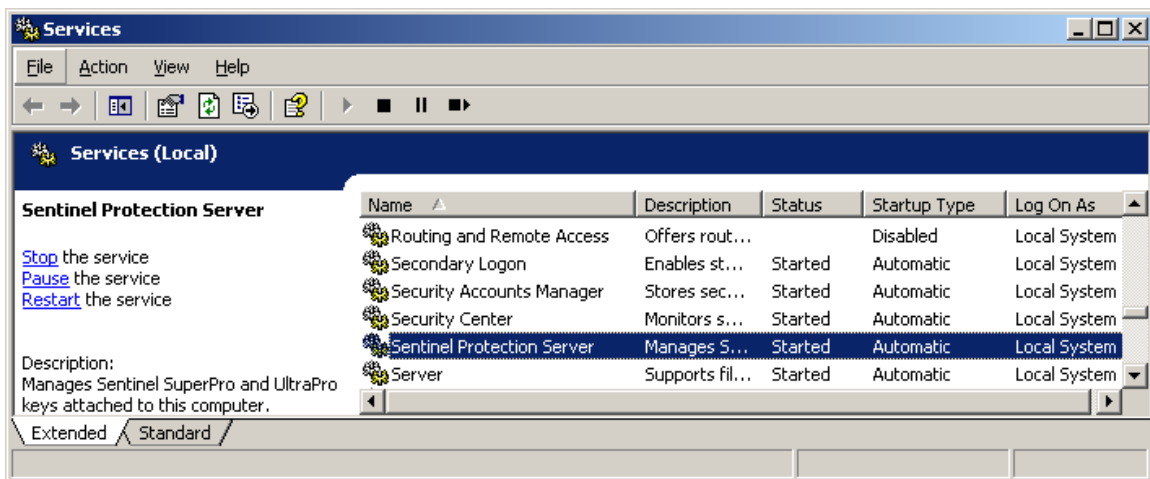 Services
File Action View Help
Services (Local)
Sentinel Protection Server
Stop the service
Pause the service
Restart the service
Description:
Manages Sentinel SuperPro and UltraPro
keys attached to this computer.
Name Description Status Startup Type Log On As
Routing and Remote Access Offers rout... Disabled Local System
Secondary Logon Enables st... Started Automatic Local System
Security Accounts Manager Stores sec... Started Automatic Local System
Security Center Monitors s... Started Automatic Local System
Sentinel Protection Server Manages S... Started Automatic Local System
Server Supports fil... Started Automatic Local System
Extended Standard